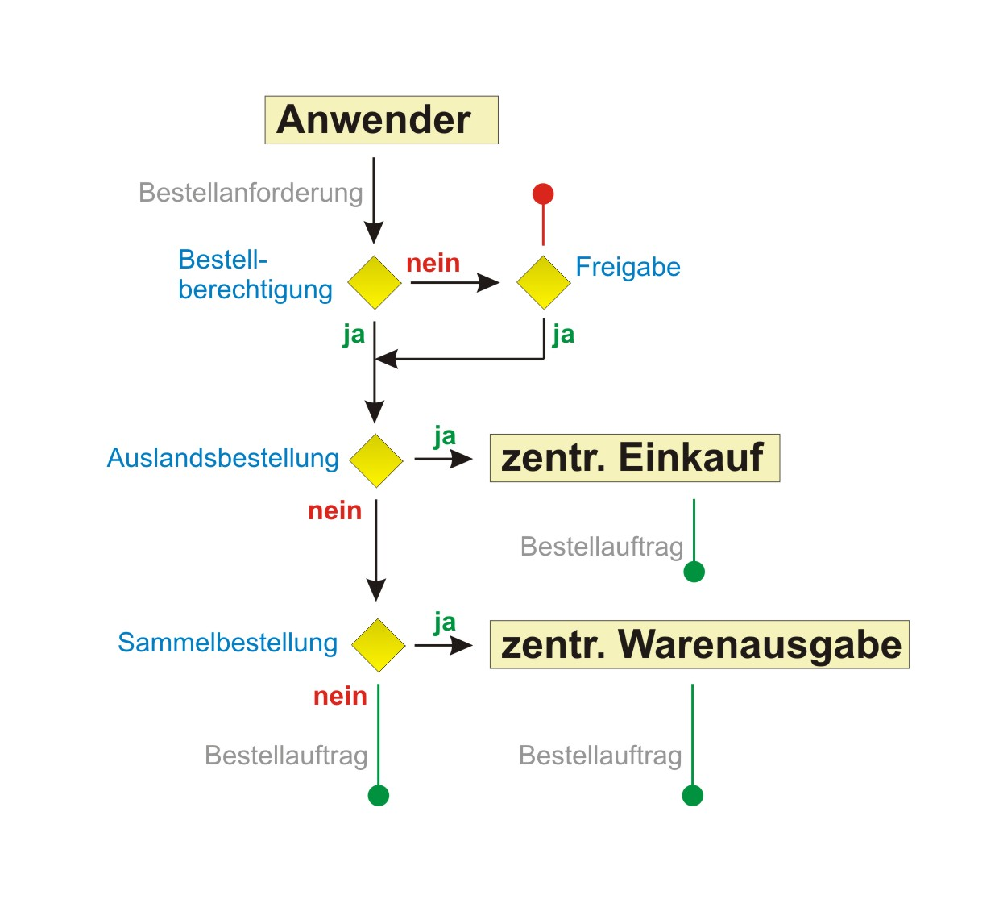 Anwender
Bestellanforderung
Bestell-
berechtigung
nein
Freigabe
ja
ja
Auslandsbestellung
ja
zentr. Einkauf
nein
Bestellauftrag
Sammelbestellung
ja
zentr. Warenausgabe
nein
Bestellauftrag
Bestellauftrag